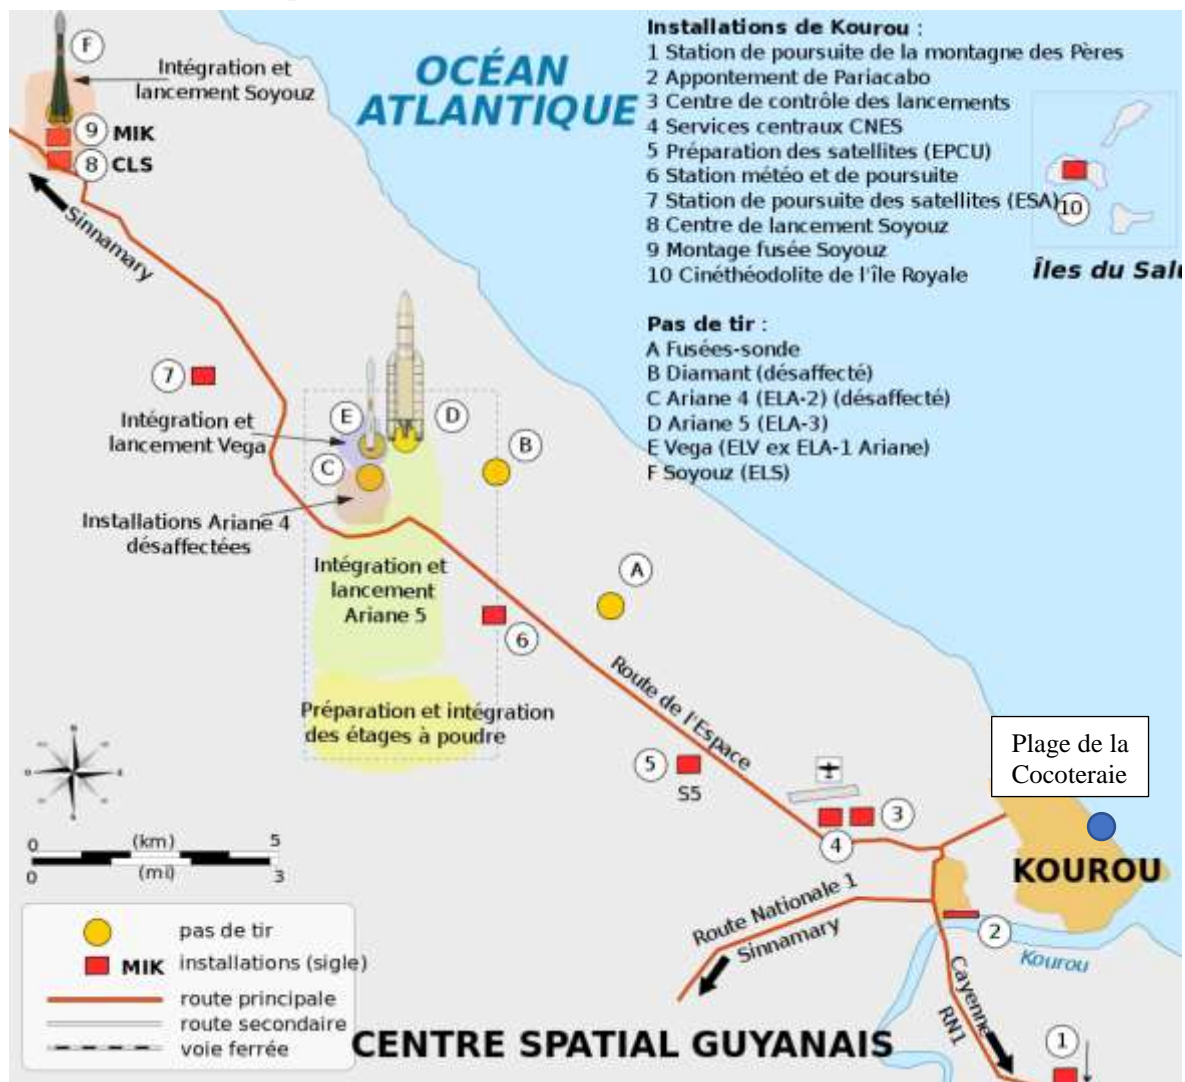 F
Intégration et
lancement Soyouz
9 MIK
8 CLS
Sinnamary
OCÉAN
ATLANTIQUE
Installations de Kourou :
1 Station de poursuite de la montagne des Pères
2 Appontement de Pariacabo
3 Centre de contrôle des lancements
4 Services centraux CNES
5 Préparation des satellites (EPCU)
6 Station météo et de poursuite
7 Station de poursuite des satellites (ESA)
8 Centre de lancement Soyouz
9 Montage fusée Soyouz
10 Cinéthéodolite de l'île Royale
10
Îles du Salu
Pas de tir :
A Fusées-sonde
B Diamant (désaffecté)
C Ariane 4 (ELA-2) (désaffecté)
D Ariane 5 (ELA-3)
E Vega (ELV ex ELA-1 Ariane)
F Soyouz (ELS)
7
Intégration et
lancement Vega
E
D
C
B
Installations Ariane 4
désaffectées
Intégration et
lancement
Ariane 5
A
6
Préparation et intégration
des étages à poudre
Route de l'Espace
5
S5
3
4
Plage de la
Cocoteraie
KOUROU
Route Nationale 1
Sinnamary
2
Kourou
Cayenne
RN1
1
0 (km) 5
0 (mi) 3
pas de tir
MIK installations (sigle)
route principale
route secondaire
voie ferrée
CENTRE SPATIAL GUYANAIS